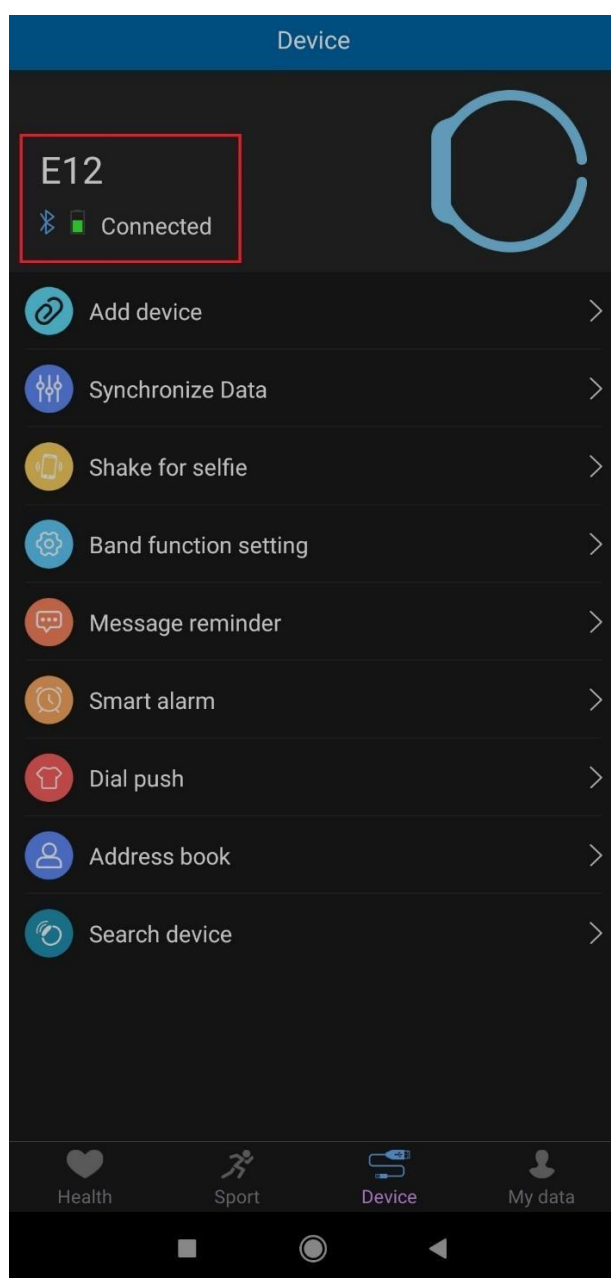 Device
E12
Connected
Add device
Synchronize Data
Shake for selfie
Band function setting
Message reminder
Smart alarm
Dial push
Address book
Search device
Health Sport Device My data